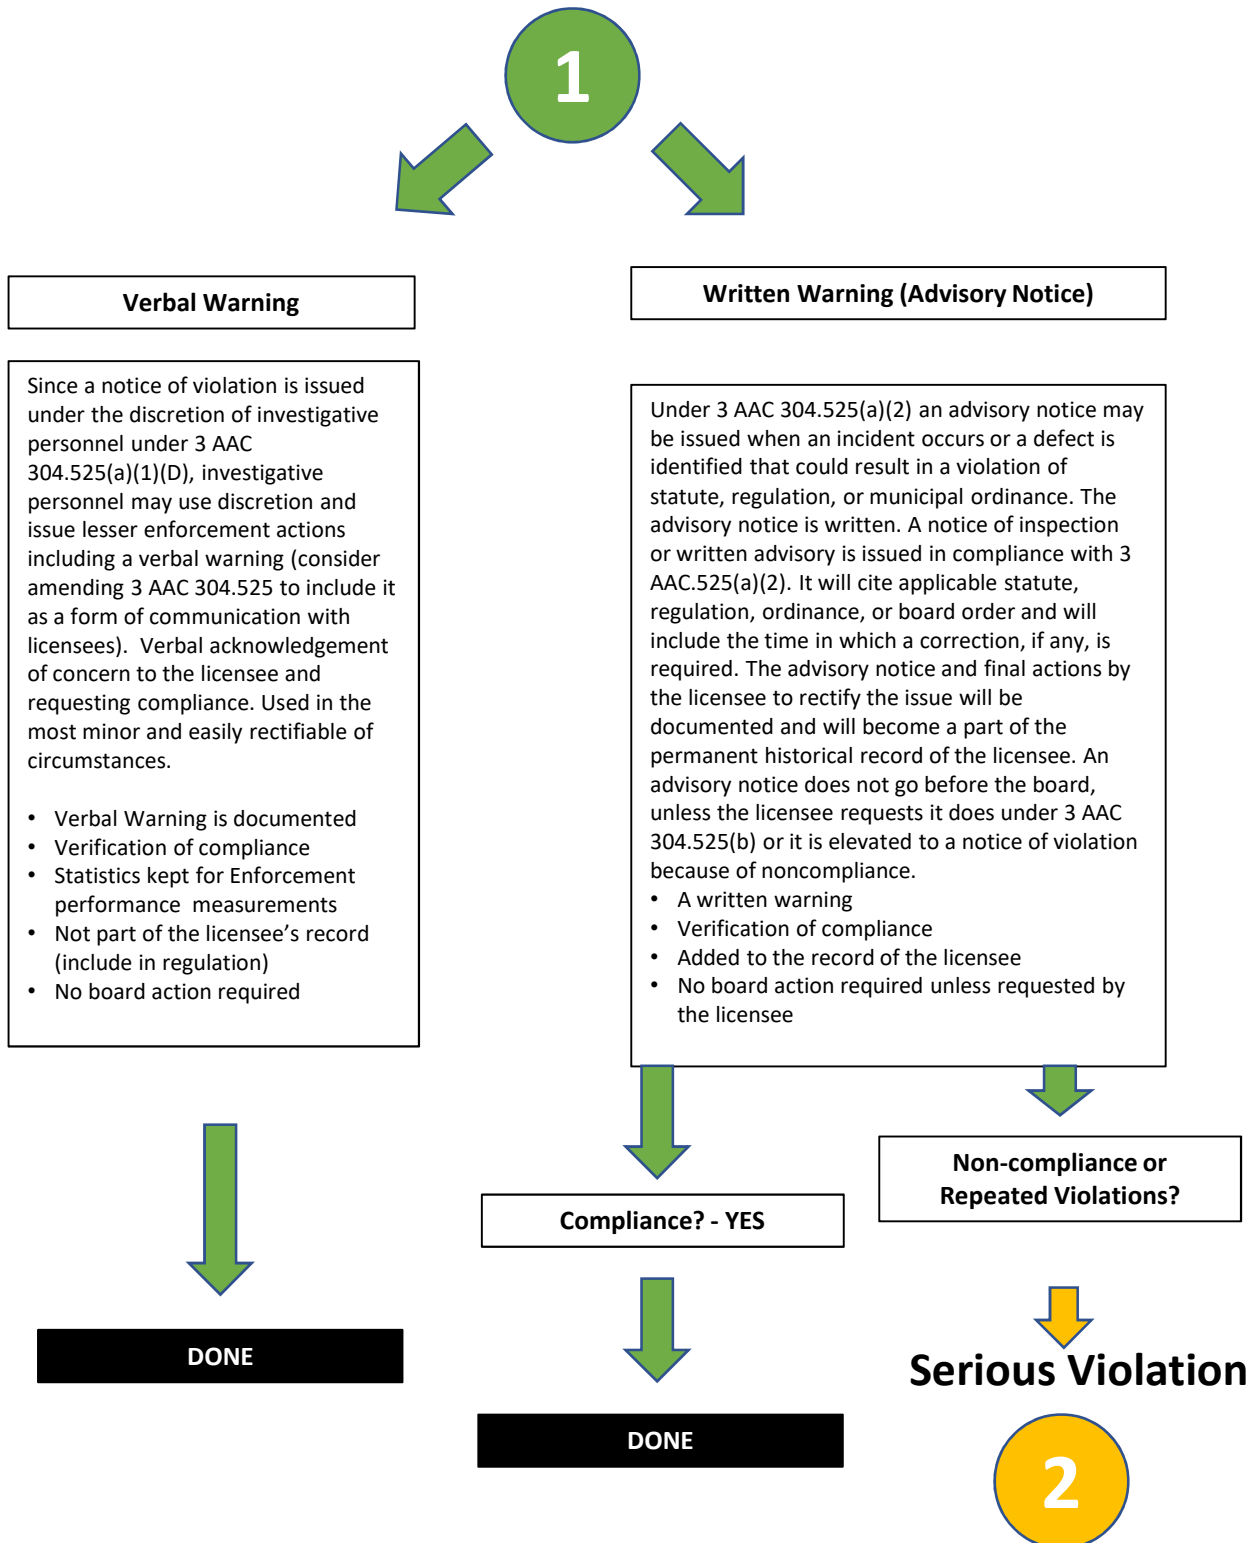 1
Verbal Warning
Since a notice of violation is issued
under the discretion of investigative
personnel under 3 AAC
304.525(a)(1)(D), investigative
personnel may use discretion and
issue lesser enforcement actions
including a verbal warning (consider
amending 3 AAC 304.525 to include it
as a form of communication with
licensees).  Verbal acknowledgement
of concern to the licensee and
requesting compliance. Used in the
most minor and easily rectifiable of
circumstances.
• Verbal Warning is documented
• Verification of compliance
• Statistics kept for Enforcement
performance  measurements
• Not part of the licensee’s record
(include in regulation)
• No board action required
DONE
Written Warning (Advisory Notice)
Under 3 AAC 304.525(a)(2) an advisory notice may
be issued when an incident occurs or a defect is
identified that could result in a violation of
statute, regulation, or municipal ordinance. The
advisory notice is written. A notice of inspection
or written advisory is issued in compliance with 3
AAC.525(a)(2). It will cite applicable statute,
regulation, ordinance, or board order and will
include the time in which a correction, if any, is
required. The advisory notice and final actions by
the licensee to rectify the issue will be
documented and will become a part of the
permanent historical record of the licensee. An
advisory notice does not go before the board,
unless the licensee requests it does under 3 AAC
304.525(b) or it is elevated to a notice of violation
because of noncompliance.
• A written warning
• Verification of compliance
• Added to the record of the licensee
• No board action required unless requested by
the licensee
Compliance? - YES
DONE
Non-compliance or
Repeated Violations?
Serious Violation
2